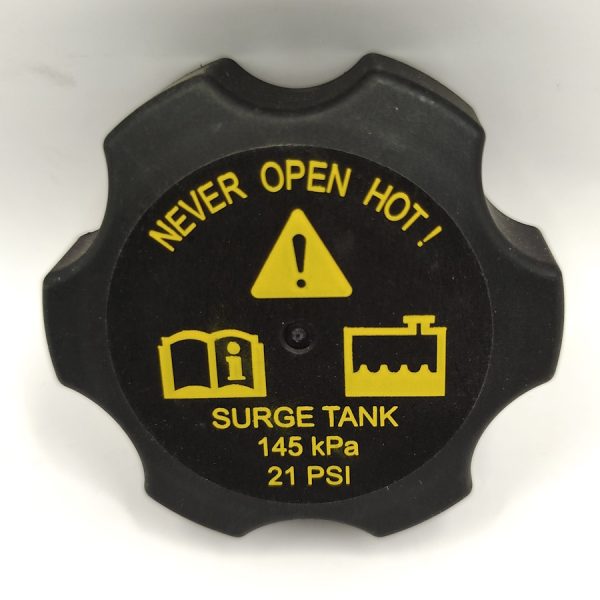 NEVER OPEN HOT!
i
SURGE TANK
145 kPa
21 PSI